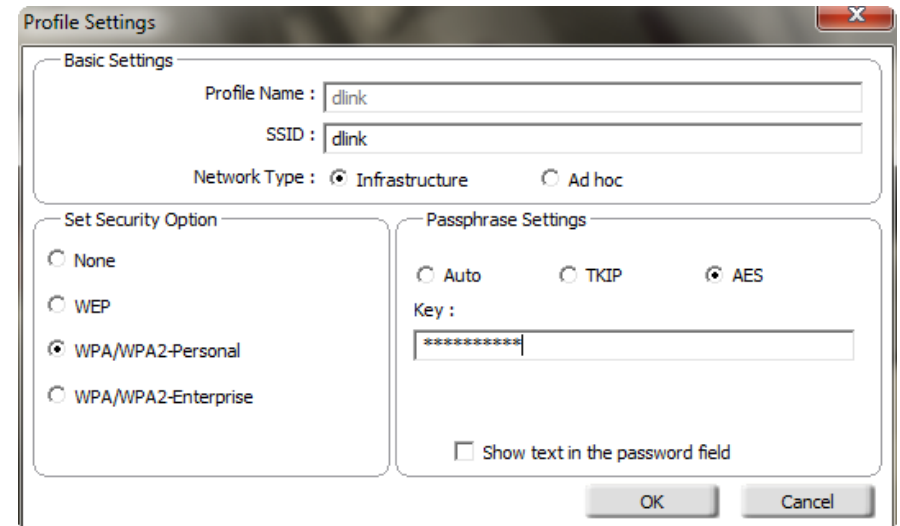 Profile Settings
x
Basic Settings
Profile Name : dlink
SSID : dlink
Network Type : Infrastructure Ad hoc
Set Security Option
None
WEP
WPA/WPA2-Personal
WPA/WPA2-Enterprise
Passphrase Settings
Auto TKIP AES
Key :
**********
Show text in the password field
OK Cancel